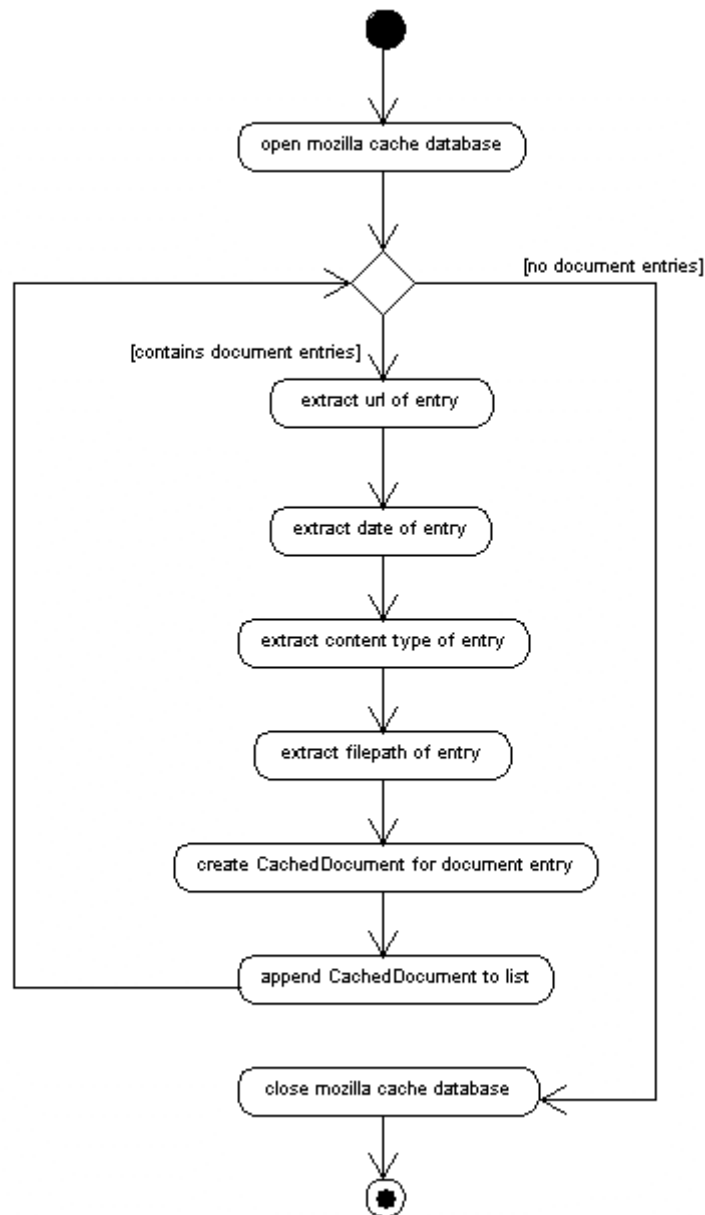 open mozilla cache database
[no document entries]
[contains document entries]
extract url of entry
extract date of entry
extract content type of entry
extract filepath of entry
create CachedDocument for document entry
append CachedDocument to list
close mozilla cache database